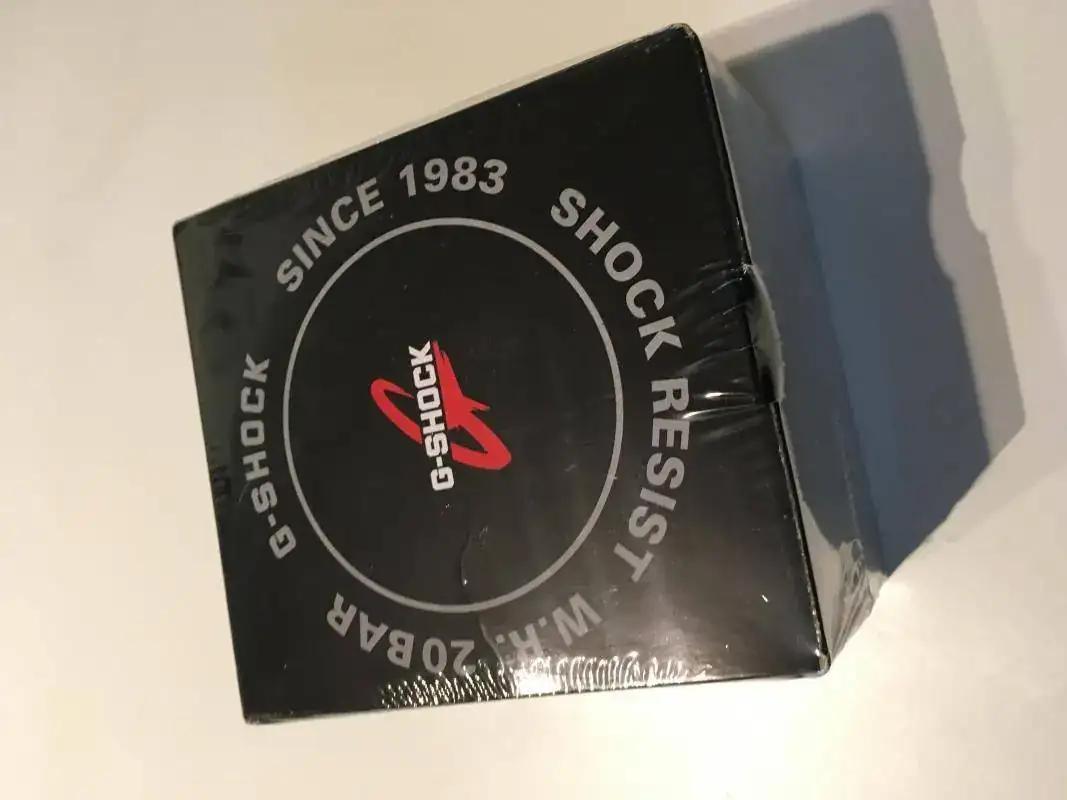 G-SHOCK
SINCE 1983
SHOCK RESIST
W.R. 20BAR
G-SHOCK